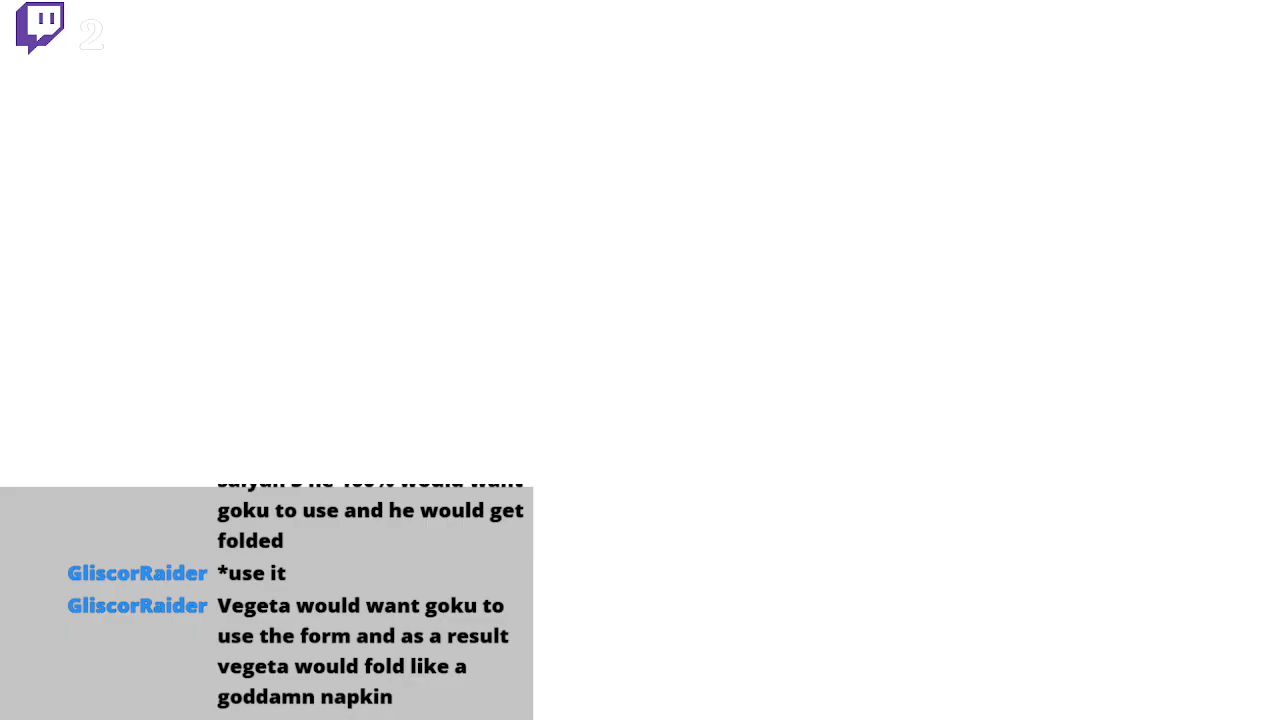 2
goku to use and he would get
folded
GliscorRaider *use it
GliscorRaider Vegeta would want goku to
use the form and as a result
vegeta would fold like a
goddamn napkin